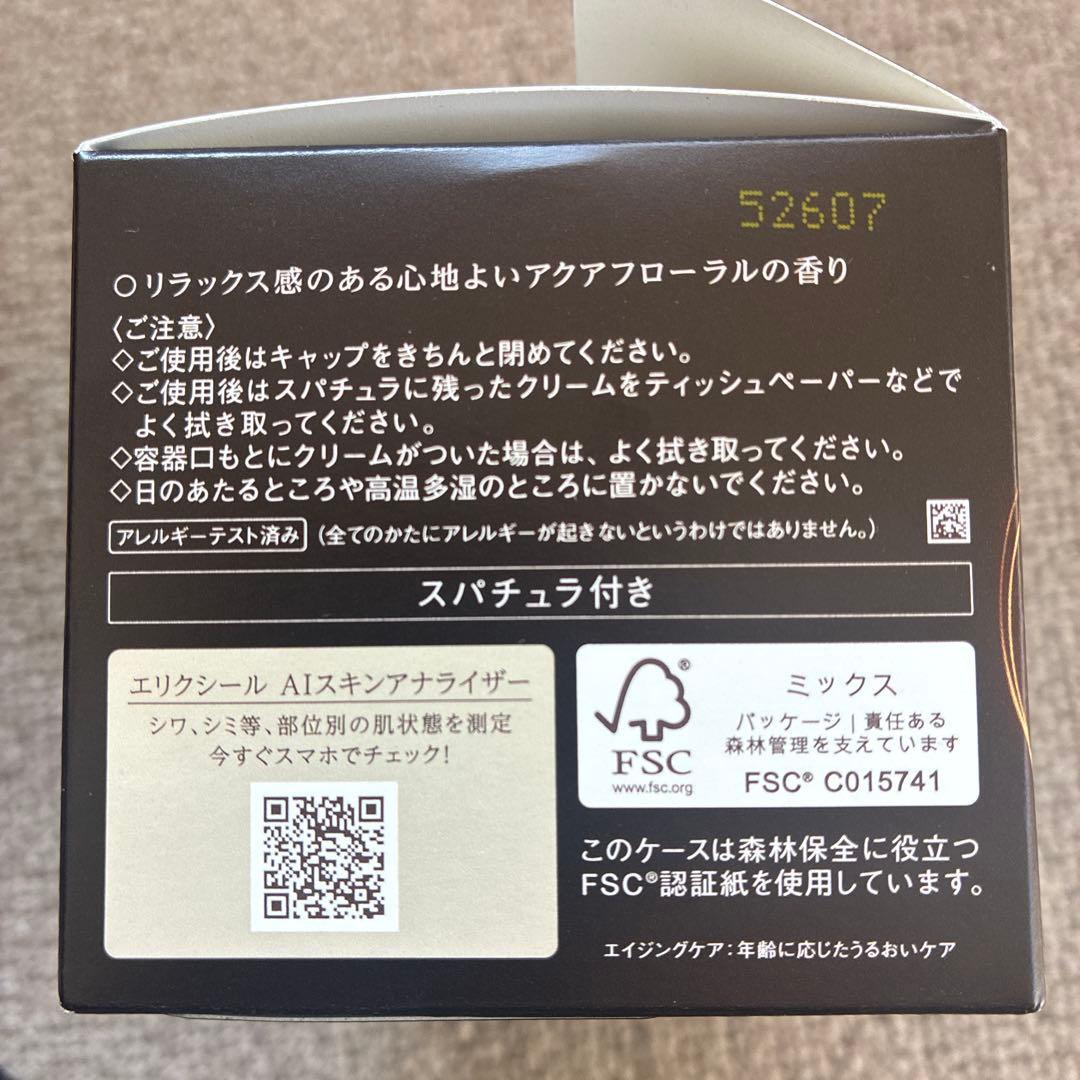 52607
○リラックス感のある心地よいアクアフローラルの香り
〈ご注意〉
◇ご使用後はキャップをきちんと閉めてください。
◇ご使用後はスパチュラに残ったクリームをティッシュペーパーなどで
よく拭き取ってください。
◇容器口もとにクリームがついた場合は、よく拭き取ってください。
◇日のあたるところや高温多湿のところに置かないでください。
アレルギーテスト済み (全てのかたにアレルギーが起きないというわけではありません。)
スパチュラ付き
エリクシール AIスキンアナライザー
シワ、シミ等、部位別の肌状態を測定
今すぐスマホでチェック!
®
FSC
www.fsc.org
ミックス
パッケージ | 責任ある
森林管理を支えています
FSC® C015741
このケースは森林保全に役立つ
FSC®認証紙を使用しています。
エイジングケア:年齢に応じたうるおいケア